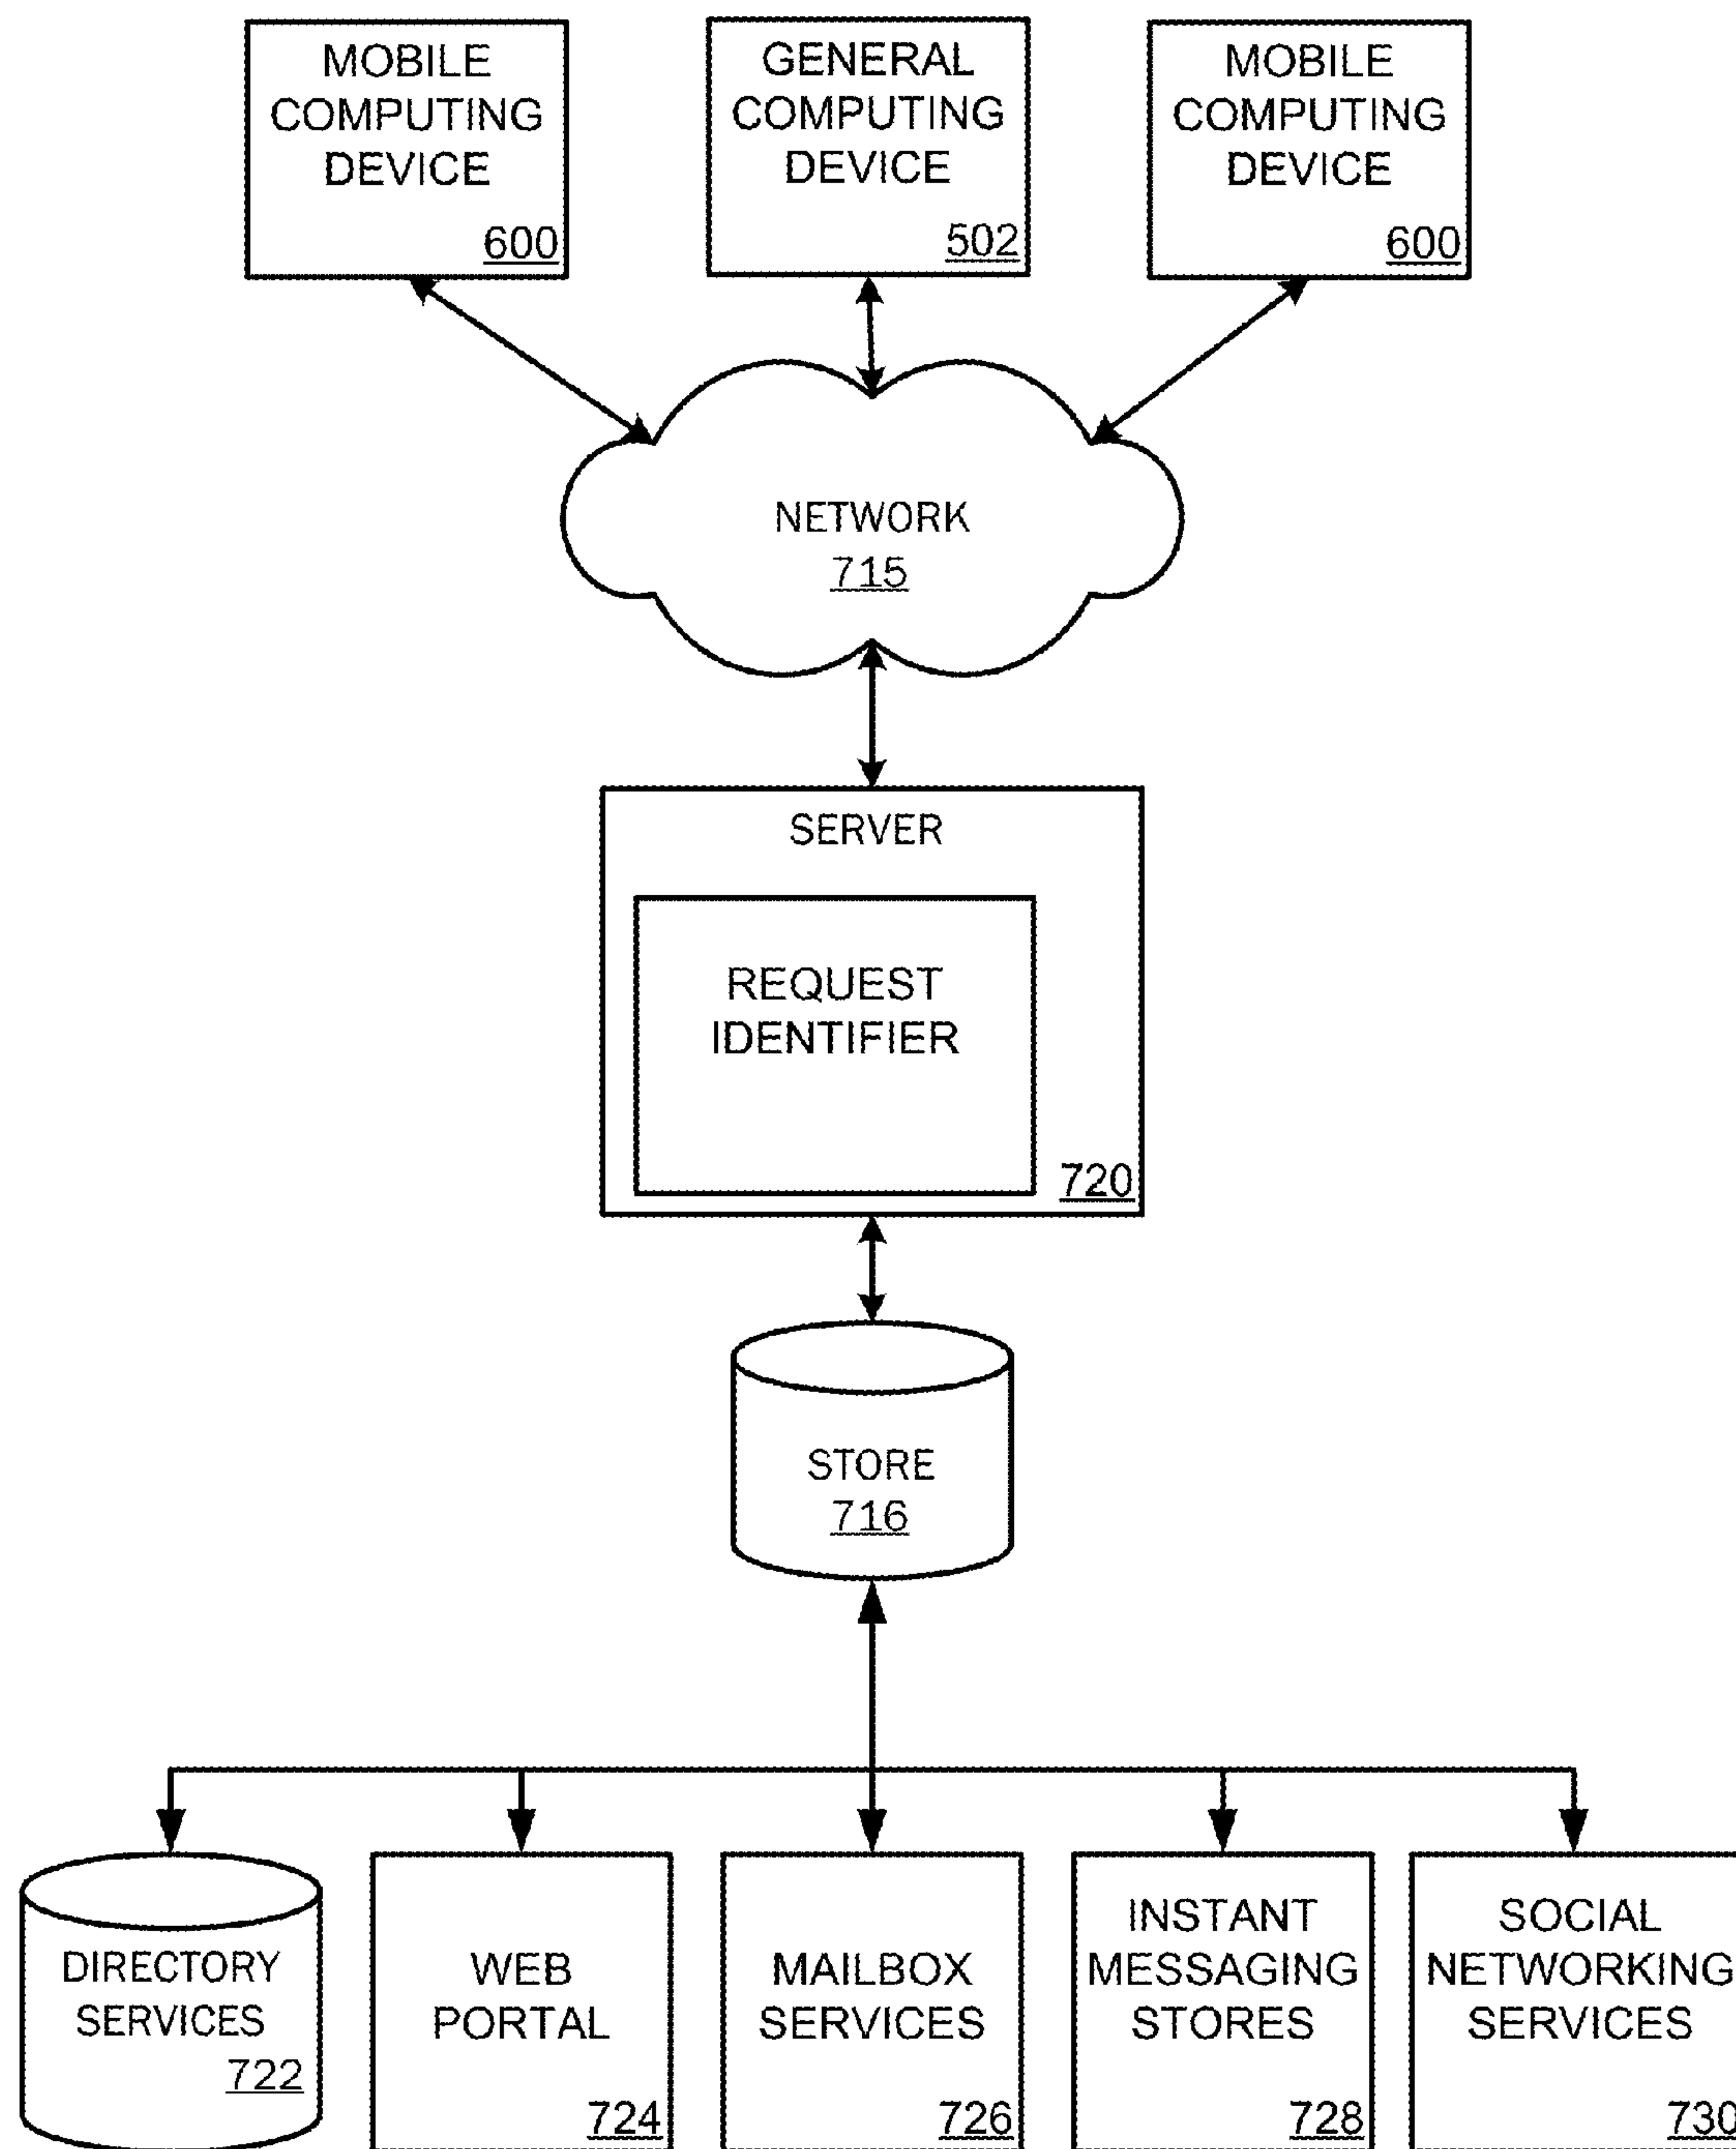 MOBILE
COMPUTING
DEVICE
600
GENERAL
COMPUTING
DEVICE
502
MOBILE
COMPUTING
DEVICE
600
NETWORK
715
SERVER
REQUEST
IDENTIFIER
720
STORE
716
DIRECTORY
SERVICES
722
WEB
PORTAL
724
MAILBOX
SERVICES
726
INSTANT
MESSAGING
STORES
728
SOCIAL
NETWORKING
SERVICES
730